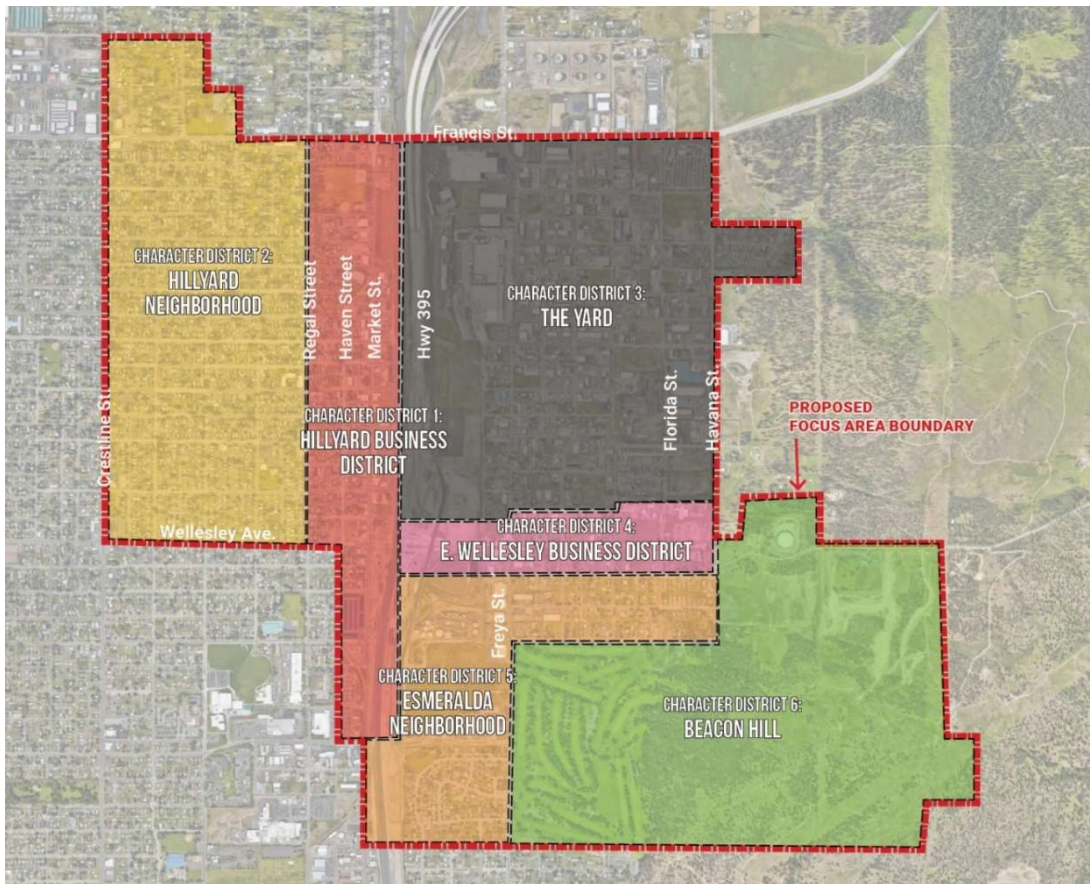 Francis St.
CHARACTER DISTRICT 2:
HILLYARD
NEIGHBORHOOD
Regal Street
Haven Street
Market St.
Hwy 395
CHARACTER DISTRICT 3:
THE YARD
Florida St.
Havana St.
Crestline St.
CHARACTER DISTRICT 1:
HILLYARD BUSINESS
DISTRICT
PROPOSED
FOCUS AREA BOUNDARY
Wellesley Ave.
CHARACTER DISTRICT 4:
E. WELLESLEY BUSINESS DISTRICT
Freya St.
CHARACTER DISTRICT 5:
ESMERALDA
NEIGHBORHOOD
CHARACTER DISTRICT 6:
BEACON HILL